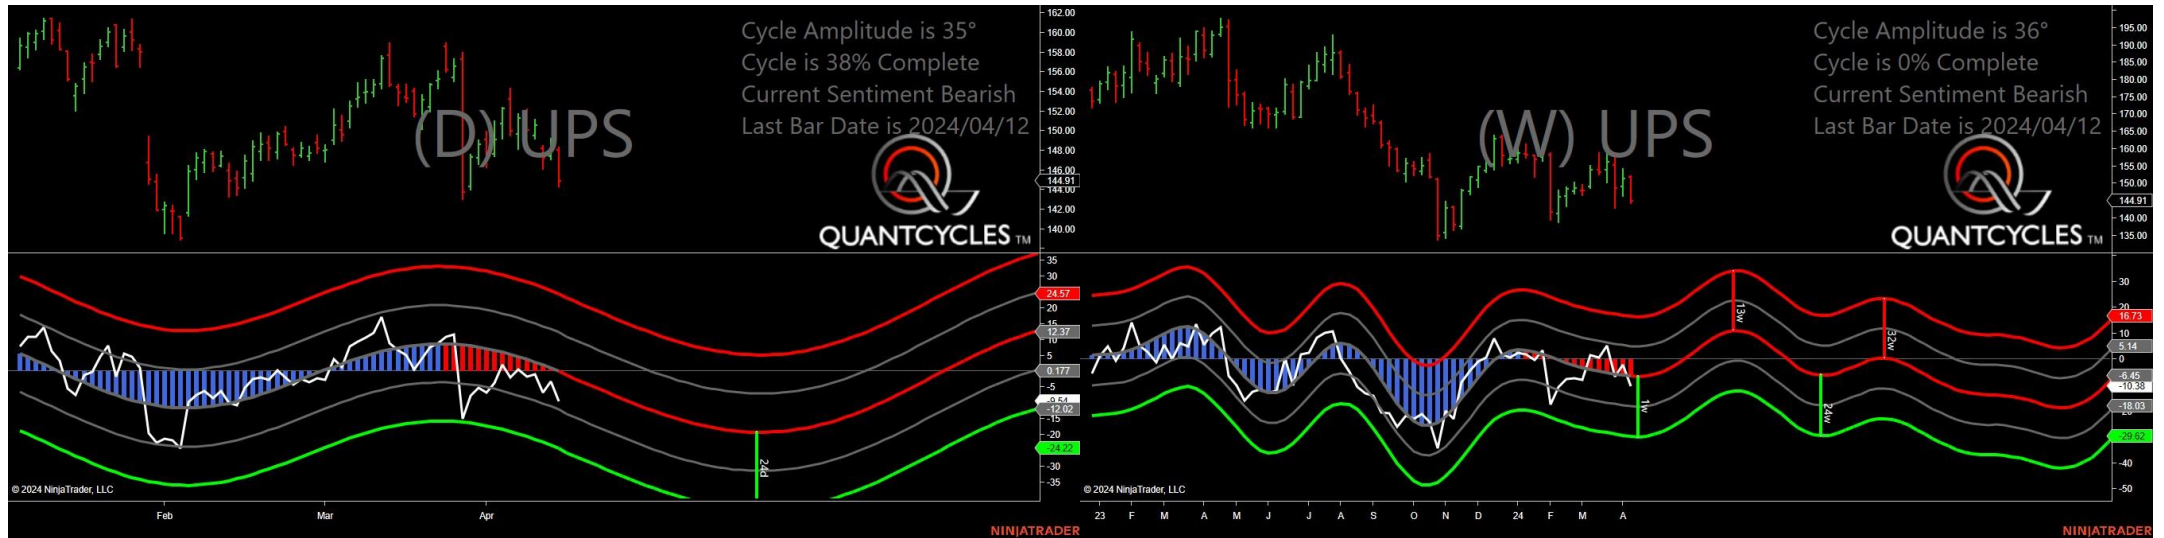 Cycle Amplitude is 35°
Cycle is 38% Complete
Current Sentiment Bearish
Last Bar Date is 2024/04/12
(D) UPS
QUANTCYCLES TM
162.00
160.00
158.00
156.00
154.00
152.00
150.00
148.00
146.00
144.91
144.00
142.00
140.00
35
30
24.57
20
15
12.37
10
5
0.177
-5
-9.54
-12.02
-15
-20
-24.22
-30
-35
24d
© 2024 NinjaTrader, LLC
Feb Mar Apr
NINJATRADER
Cycle Amplitude is 36°
Cycle is 0% Complete
Current Sentiment Bearish
Last Bar Date is 2024/04/12
(W) UPS
QUANTCYCLES TM
195.00
190.00
185.00
180.00
175.00
170.00
165.00
160.00
155.00
150.00
144.91
140.00
135.00
30
20
16.73
10
5.14
0
-6.45
-10.38
-18.03
-29.62
-40
-50
13w
32w
1w
24w
© 2024 NinjaTrader, LLC
23 F M A M J J A S O N D 24 F M A
NINJATRADER